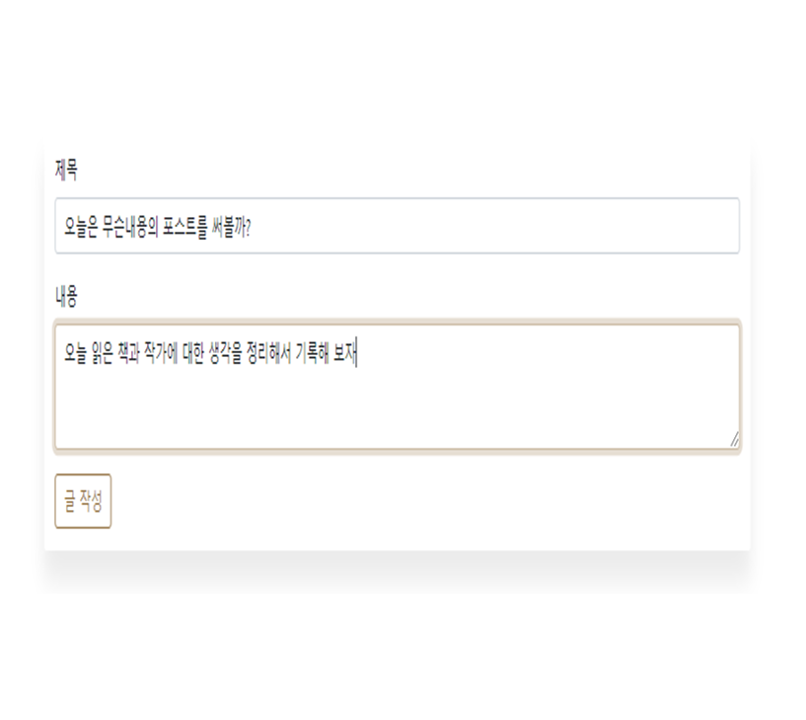 제목
오늘은 무슨내용의 포스트를 써볼까?
내용
오늘 읽은 책과 작가에 대한 생각을 정리해서 기록해 보자
글 작성